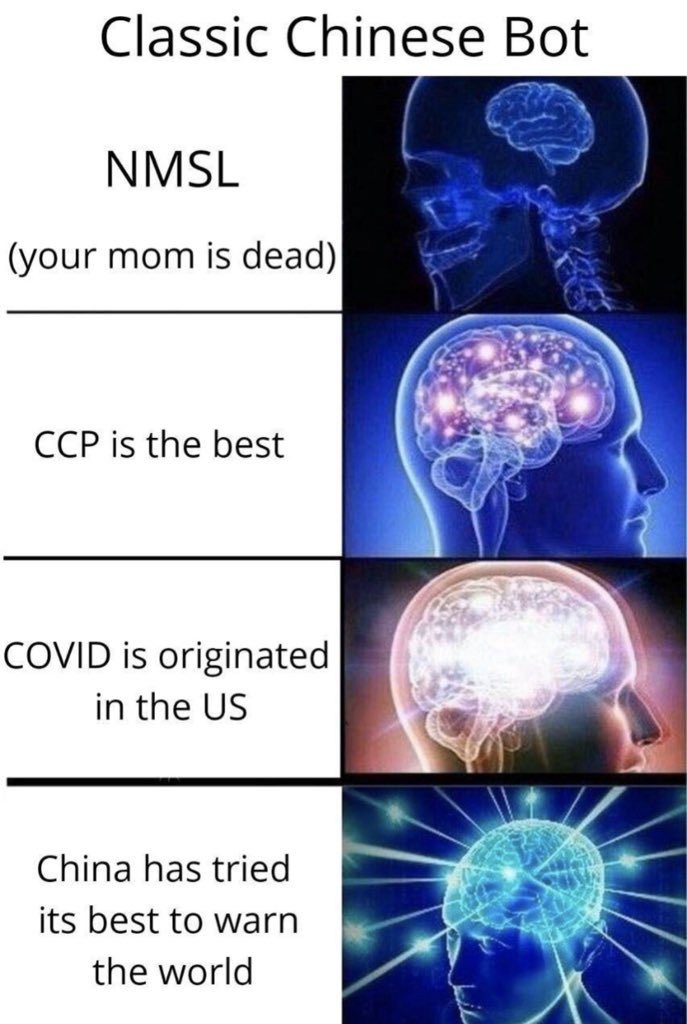 Classic Chinese Bot
NMSL
(your mom is dead)
CCP is the best
COVID is originated
in the US
China has tried
its best to warn
the world